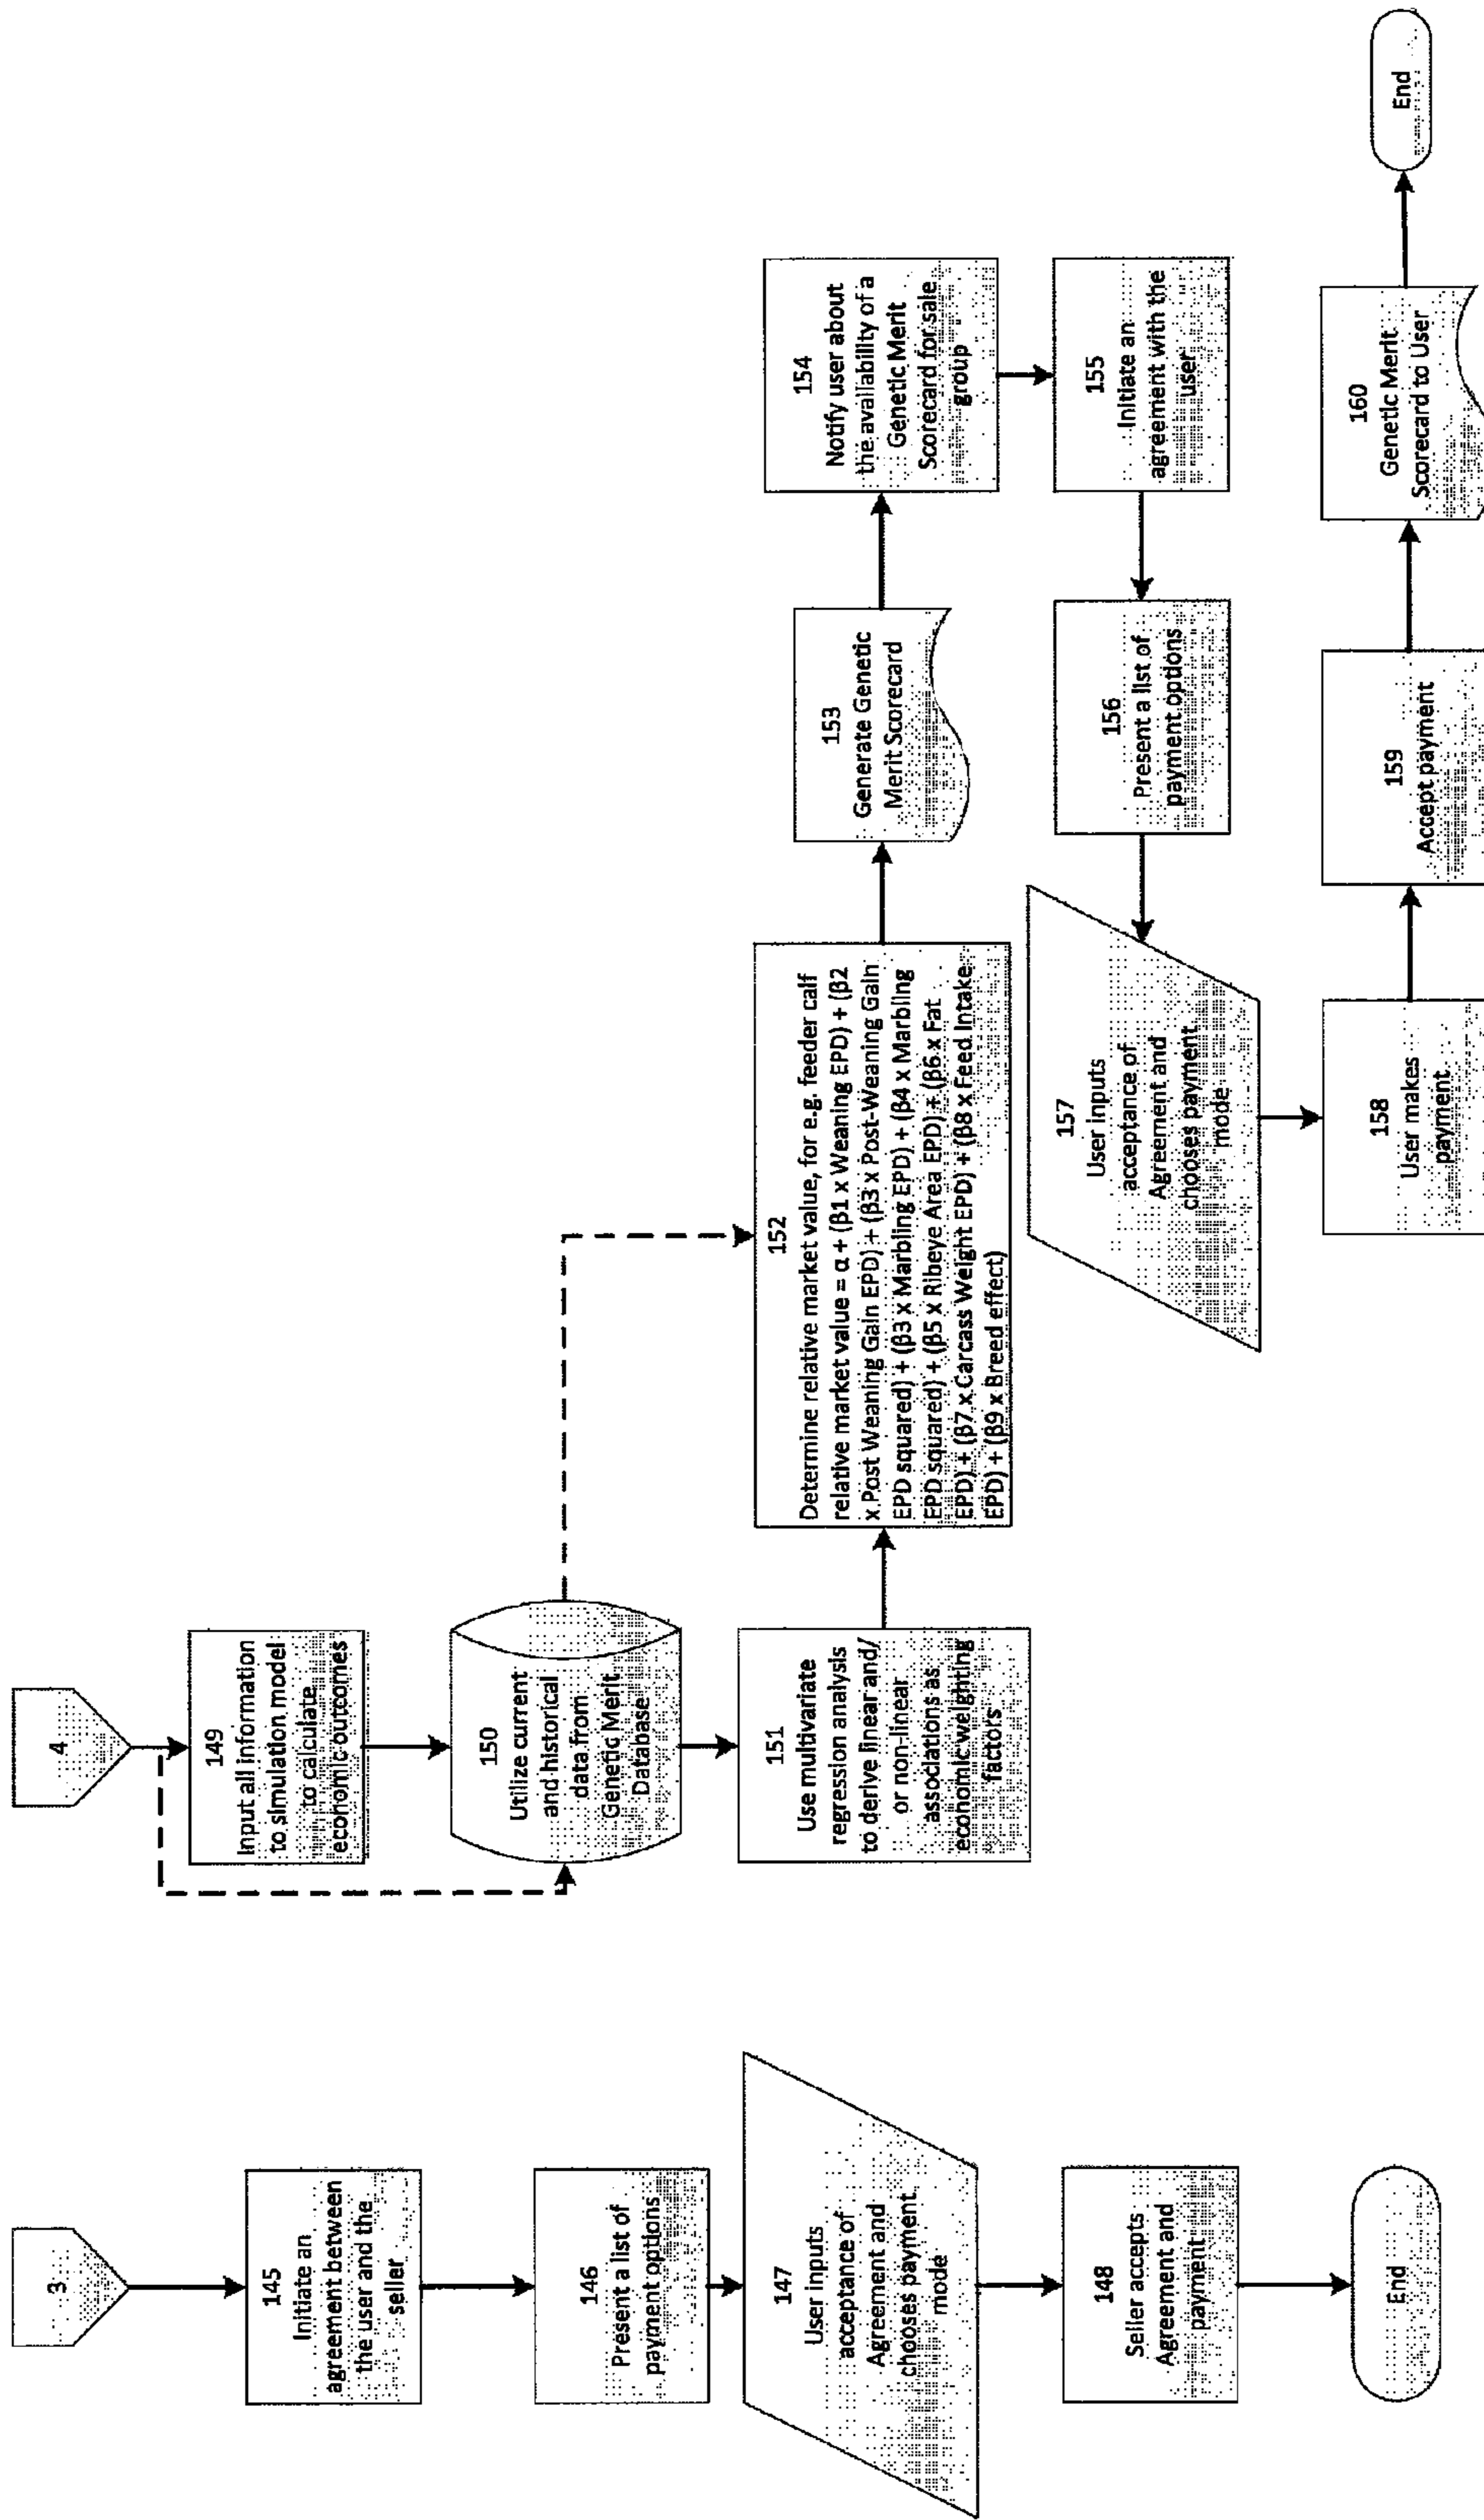 3
145
Initiate an
agreement between
the user and the
seller
146
Present a list of
payment options
147
User inputs
acceptance of
Agreement and
chooses payment
mode
148
Seller accepts
Agreement and
payment
End
4
149
Input all information
to simulation model
to calculate
economic outcomes
150
Utilize current
and historical
data from
Genetic Merit
Database
151
Use multivariate
regression analysis
to derive linear and/
or non-linear
associations as
economic weighting
factors
152
Determine relative market value, for e.g. feeder calf
relative market value = α + (β1 x Weaning EPD) + (β2
x Post Weaning Gain EPD) + (β3 x Post-Weaning Gain
EPD squared) + (β3 x Marbling EPD) + (β4 x Marbling
EPD squared) + (β5 x Ribeye Area EPD) + (β6 x Fat
EPD) + (β7 x Carcass Weight EPD) + (β8 x Feed Intake
EPD) + (β9 x Breed effect)
153
Generate Genetic
Merit Scorecard
154
Notify user about
the availability of a
Genetic Merit
Scorecard for sale
group
155
Initiate an
agreement with the
user
156
Present a list of
payment options
157
User inputs
acceptance of
Agreement and
chooses payment
mode
158
User makes
payment
159
Accept payment
160
Genetic Merit
Scorecard to User
End